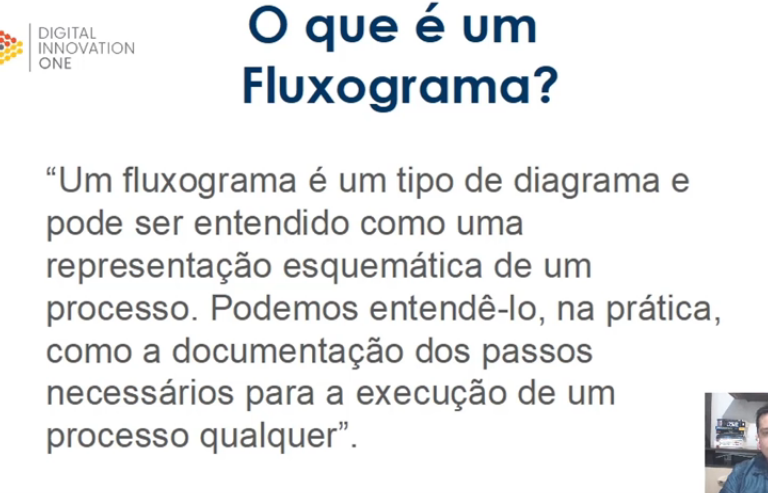 DIGITAL
INNOVATION
ONE
O que é um
Fluxograma?
“Um fluxograma é um tipo de diagrama e
pode ser entendido como uma
representação esquemática de um
processo. Podemos entendê-lo, na prática,
como a documentação dos passos
necessários para a execução de um
processo qualquer”.